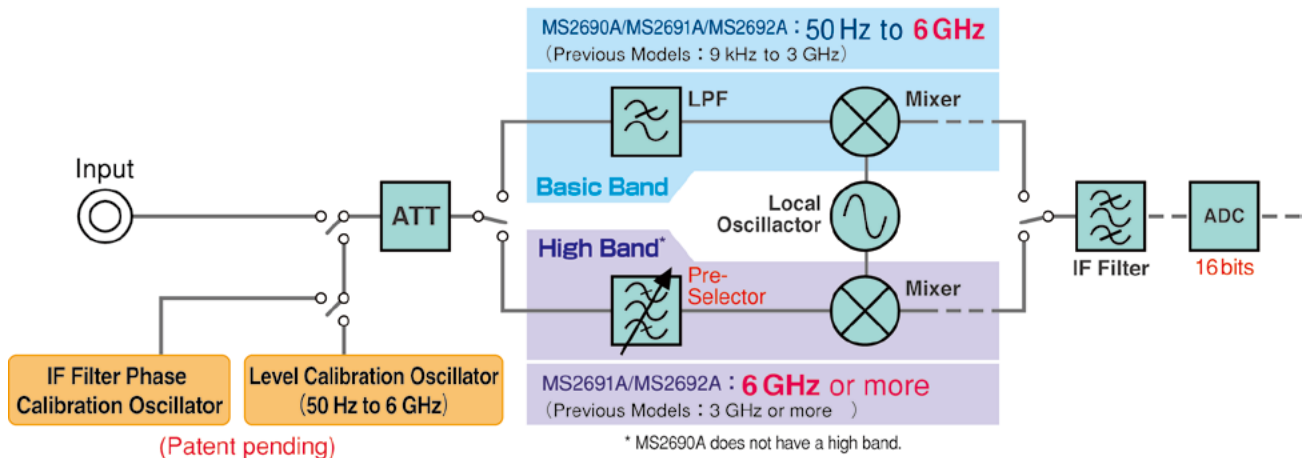 MS2690A/MS2691A/MS2692A : 50 Hz to 6 GHz
(Previous Models : 9 kHz to 3 GHz)
LPF
Mixer
Input
Basic Band
ATT
Local
Oscillactor
ADC
High Band*
IF Filter
16bits
Pre-
Selector
Mixer
IF Filter Phase
Calibration Oscillator
Level Calibration Oscillator
(50 Hz to 6 GHz)
MS2691A/MS2692A : 6 GHz or more
(Previous Models : 3 GHz or more )
(Patent pending)
* MS2690A does not have a high band.